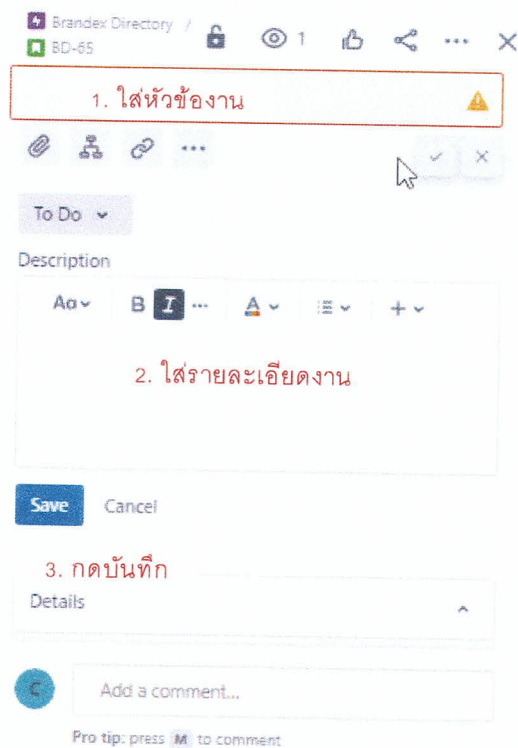 Brandex Directory /
BD-65
1
1. ใส่หัวข้องาน
To Do
Description
Aa B I ... A
2. ใส่รายละเอียดงาน
Save Cancel
3. กดบันทึก
Details
C Add a comment...
Pro tip: press M to comment